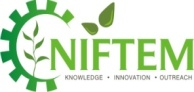 NIFTEM
KNOWLEDGE • INNOVATION • OUTREACH